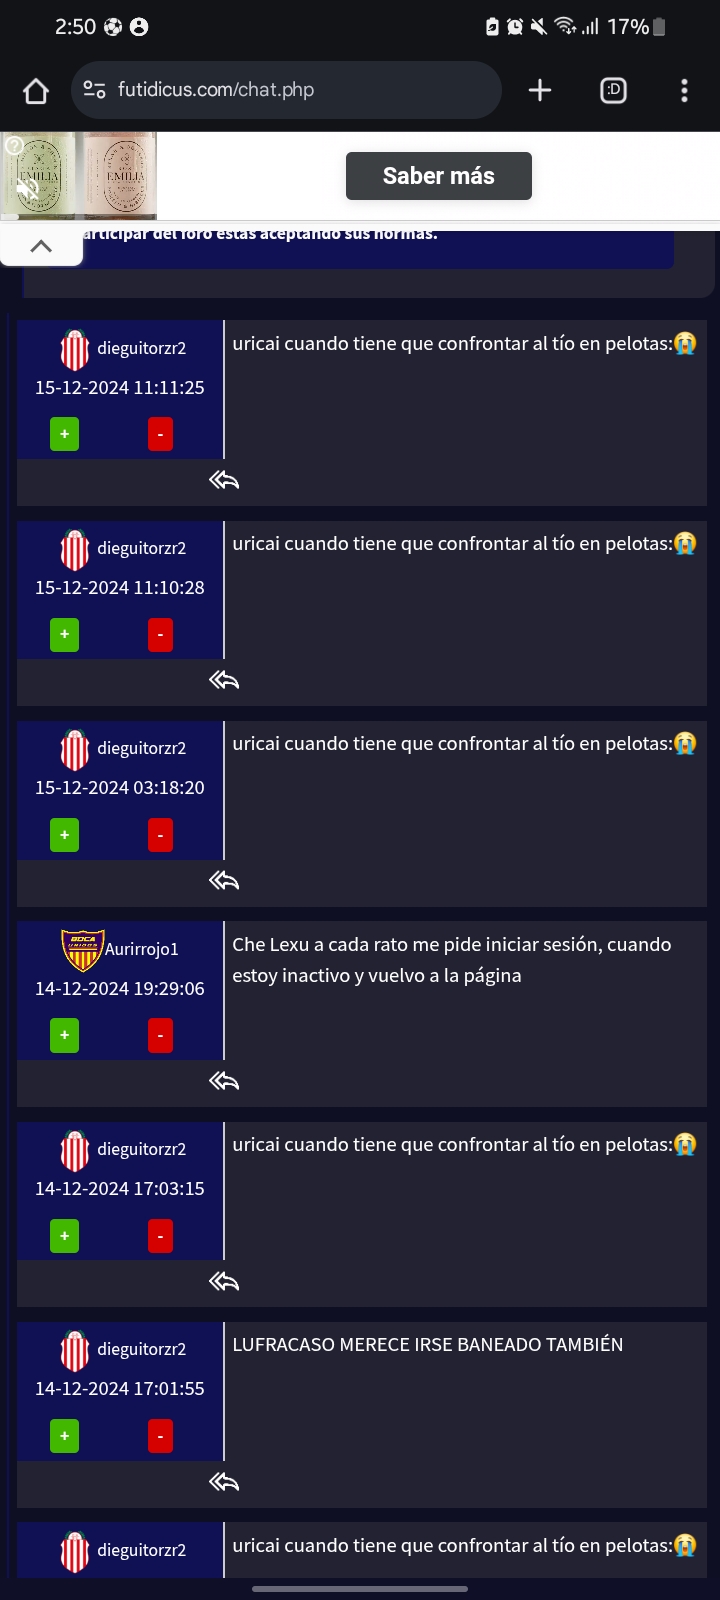 2:50
17%
futidicus.com/chat.php
:D
EMILIA
EMILIA
Saber más
articipar del foro estás aceptando sus normas.
dieguitorzr2
uricai cuando tiene que confrontar al tío en pelotas:😭
15-12-2024 11:11:25
+ -
dieguitorzr2
uricai cuando tiene que confrontar al tío en pelotas:😭
15-12-2024 11:10:28
+ -
dieguitorzr2
uricai cuando tiene que confrontar al tío en pelotas:😭
15-12-2024 03:18:20
+ -
BOCA
UNIDOS
Aurirrojo1
Che Lexu a cada rato me pide iniciar sesión, cuando
estoy inactivo y vuelvo a la página
14-12-2024 19:29:06
+ -
dieguitorzr2
uricai cuando tiene que confrontar al tío en pelotas:😭
14-12-2024 17:03:15
+ -
dieguitorzr2
LUFRACASO MERECE IRSE BANEADO TAMBIÉN
14-12-2024 17:01:55
+ -
dieguitorzr2
uricai cuando tiene que confrontar al tío en pelotas:😭